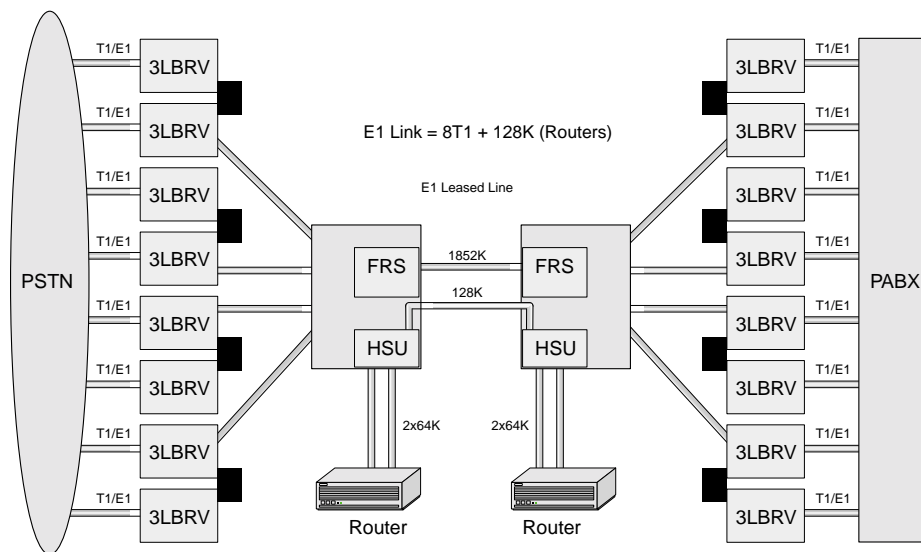 T1/E1
3LBRV
3LBRV
T1/E1
T1/E1
3LBRV
E1 Link = 8T1 + 128K (Routers)
3LBRV
T1/E1
T1/E1
3LBRV
E1 Leased Line
3LBRV
T1/E1
T1/E1
3LBRV
FRS
1852K
FRS
3LBRV
T1/E1
PSTN
PABX
128K
T1/E1
3LBRV
3LBRV
T1/E1
HSU
HSU
T1/E1
3LBRV
3LBRV
T1/E1
2x64K
2x64K
T1/E1
3LBRV
3LBRV
T1/E1
T1/E1
3LBRV
3LBRV
T1/E1
Router
Router